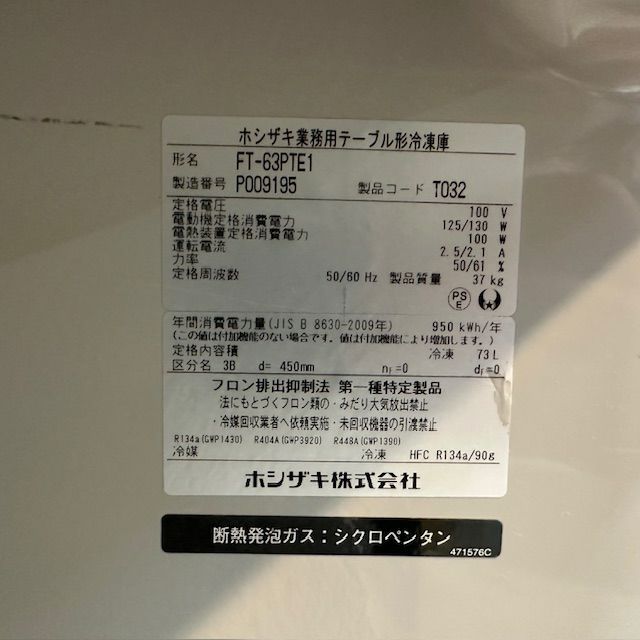 ホシザキ業務用テーブル形冷凍庫
形名 FT-63PTE1
製造番号 P009195 製品コード T032
定格電圧 100 V
電動機定格消費電力 125/130 W
電熱装置定格消費電力 100 W
運転電流 2.5/2.1 A
力率 50/61 %
定格周波数 50/60 Hz 製品質量 37 kg
PSE
年間消費電力量(JIS B 8630-2009年) 950 kWh/年
(この値は付加機能のない場合です。値は付加機能により増加します。)
定格内容積 冷凍 73L
区分名 3B d= 450mm nF=0 dF=0
フロン排出抑制法 第一種特定製品
・法にもとづくフロン類の・みだり大気放出禁止
・冷媒回収業者へ依頼実施・未回収機器の引渡禁止
R134a(GWP1430) R404A(GWP3920) R448A(GWP1390)
冷媒 冷凍 HFC R134a/90g
ホシザキ株式会社
断熱発泡ガス：シクロペンタン
471576C